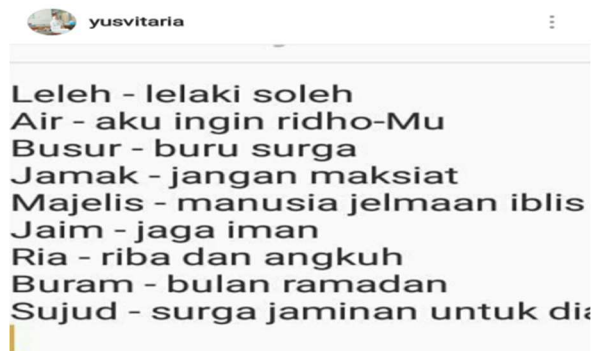 yusvitaria
Leleh - lelaki soleh
Air - aku ingin ridho-Mu
Busur - buru surga
Jamak - jangan maksiat
Majelis - manusia jelmaan iblis
Jaim - jaga iman
Ria - riba dan angkuh
Buram - bulan ramadan
Sujud - surga jaminan untuk dia